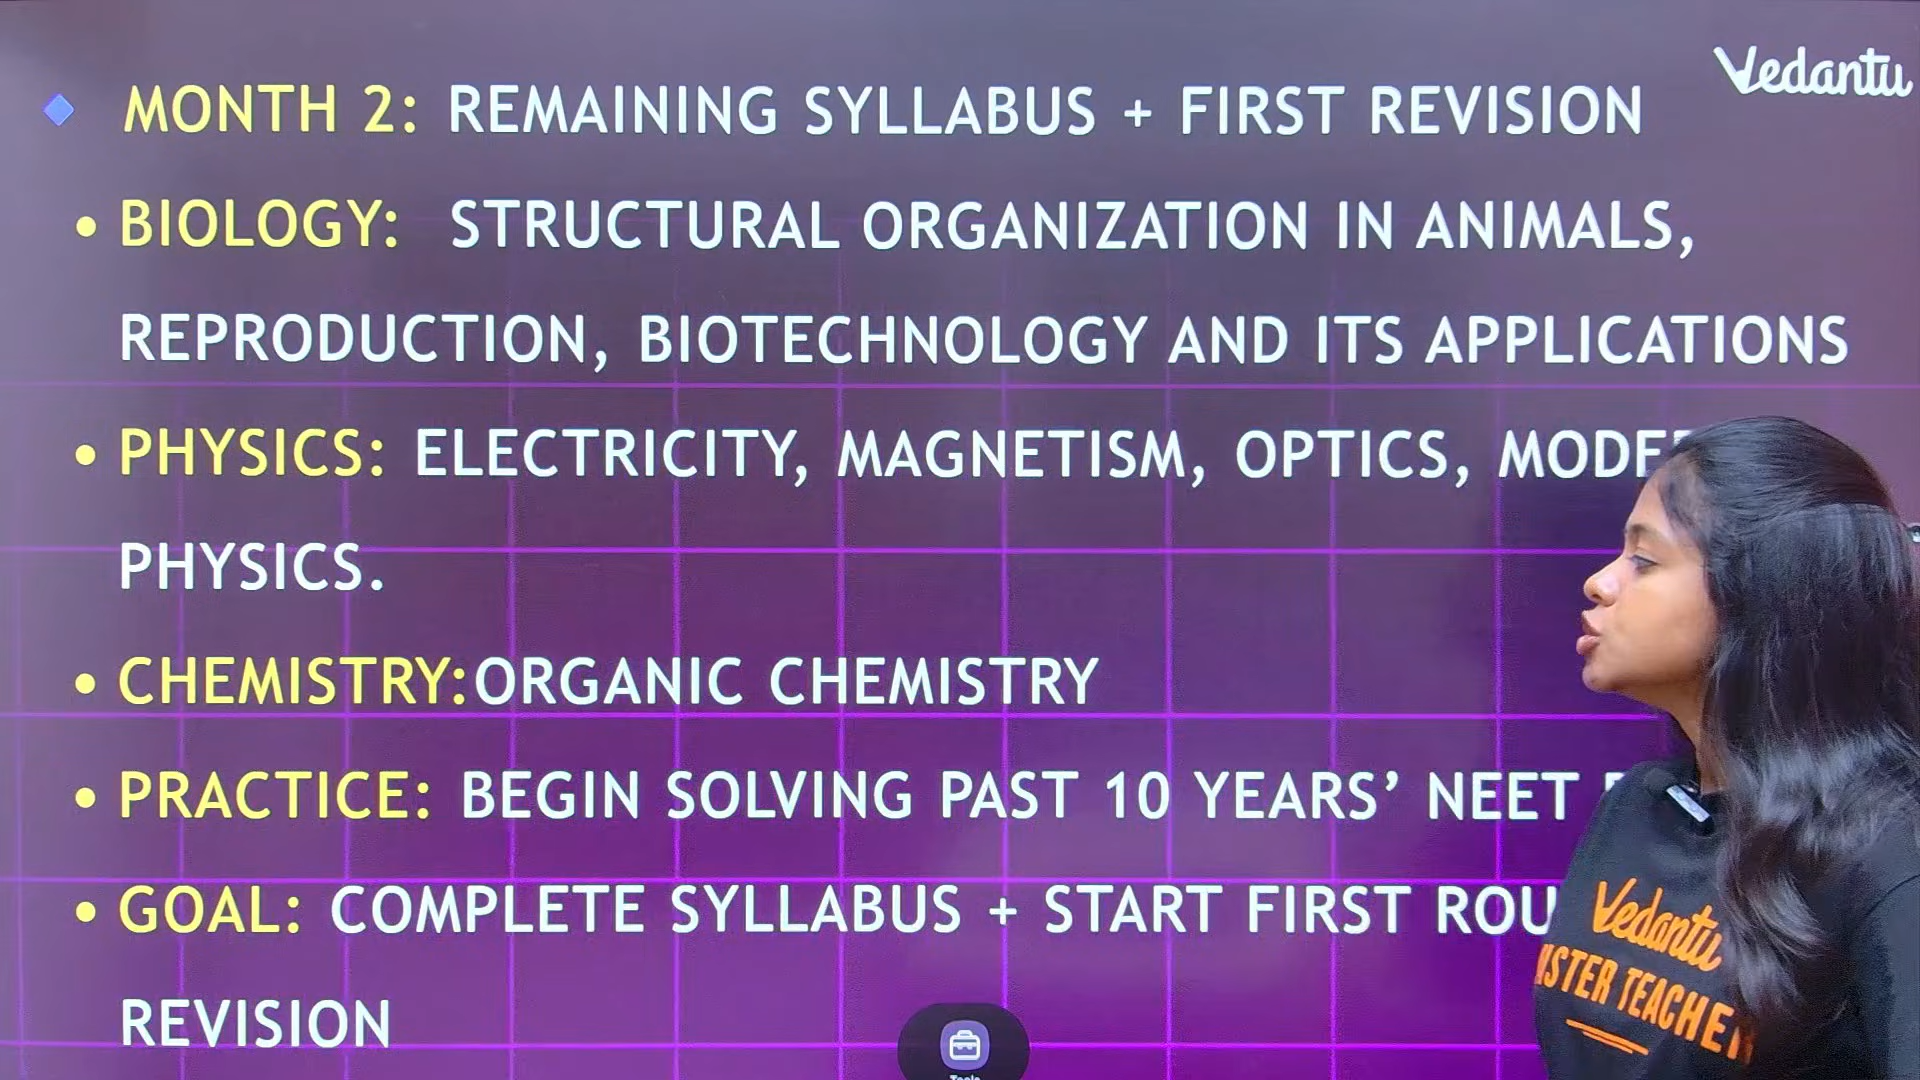 Vedantu
MONTH 2: REMAINING SYLLABUS + FIRST REVISION
• BIOLOGY: STRUCTURAL ORGANIZATION IN ANIMALS,
REPRODUCTION, BIOTECHNOLOGY AND ITS APPLICATIONS
• PHYSICS: ELECTRICITY, MAGNETISM, OPTICS,
PHYSICS.
• CHEMISTRY:ORGANIC CHEMISTRY
• PRACTICE: BEGIN SOLVING PAST 10 YEARS’ NEET
• GOAL: COMPLETE SYLLABUS + START FIRST
REVISION
Vedantu
TEACHER